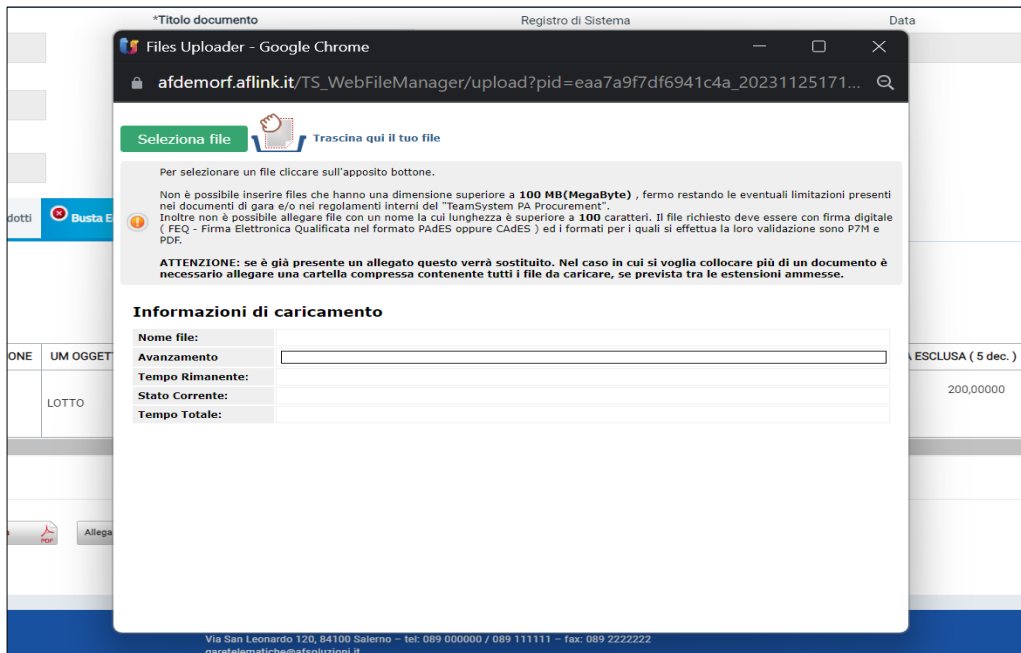 *Titolo documento Registro di Sistema Data
Files Uploader - Google Chrome
afdemorf.aflink.it/TS_WebFileManager/upload?pid=eaa7a9f7df6941c4a_20231125171...
Seleziona file Trascina qui il tuo file
Per selezionare un file cliccare sull'apposito bottone.
Non è possibile inserire files che hanno una dimensione superiore a 100 MB(MegaByte) , fermo restando le eventuali limitazioni presenti
nei documenti di gara e/o nei regolamenti interni del "TeamSystem PA Procurement".
Inoltre non è possibile allegare file con un nome la cui lunghezza è superiore a 100 caratteri. Il file richiesto deve essere con firma digitale
( FEQ - Firma Elettronica Qualificata nel formato PAdES oppure CAdES ) ed i formati per i quali si effettua la loro validazione sono P7M e
PDF.
ATTENZIONE: se è già presente un allegato questo verrà sostituito. Nel caso in cui si voglia collocare più di un documento è
necessario allegare una cartella compressa contenente tutti i file da caricare, se prevista tra le estensioni ammesse.
dotti Busta E
Informazioni di caricamento
Nome file:
Avanzamento
Tempo Rimanente:
Stato Corrente:
Tempo Totale:
ONE UM OGGET ESCLUSA ( 5 dec. )
LOTTO 200,00000
PDF Allega
Via San Leonardo 120, 84100 Salerno – tel: 089 000000 / 089 111111 – fax: 089 2222222
garetelematiche@afsoluzioni.it